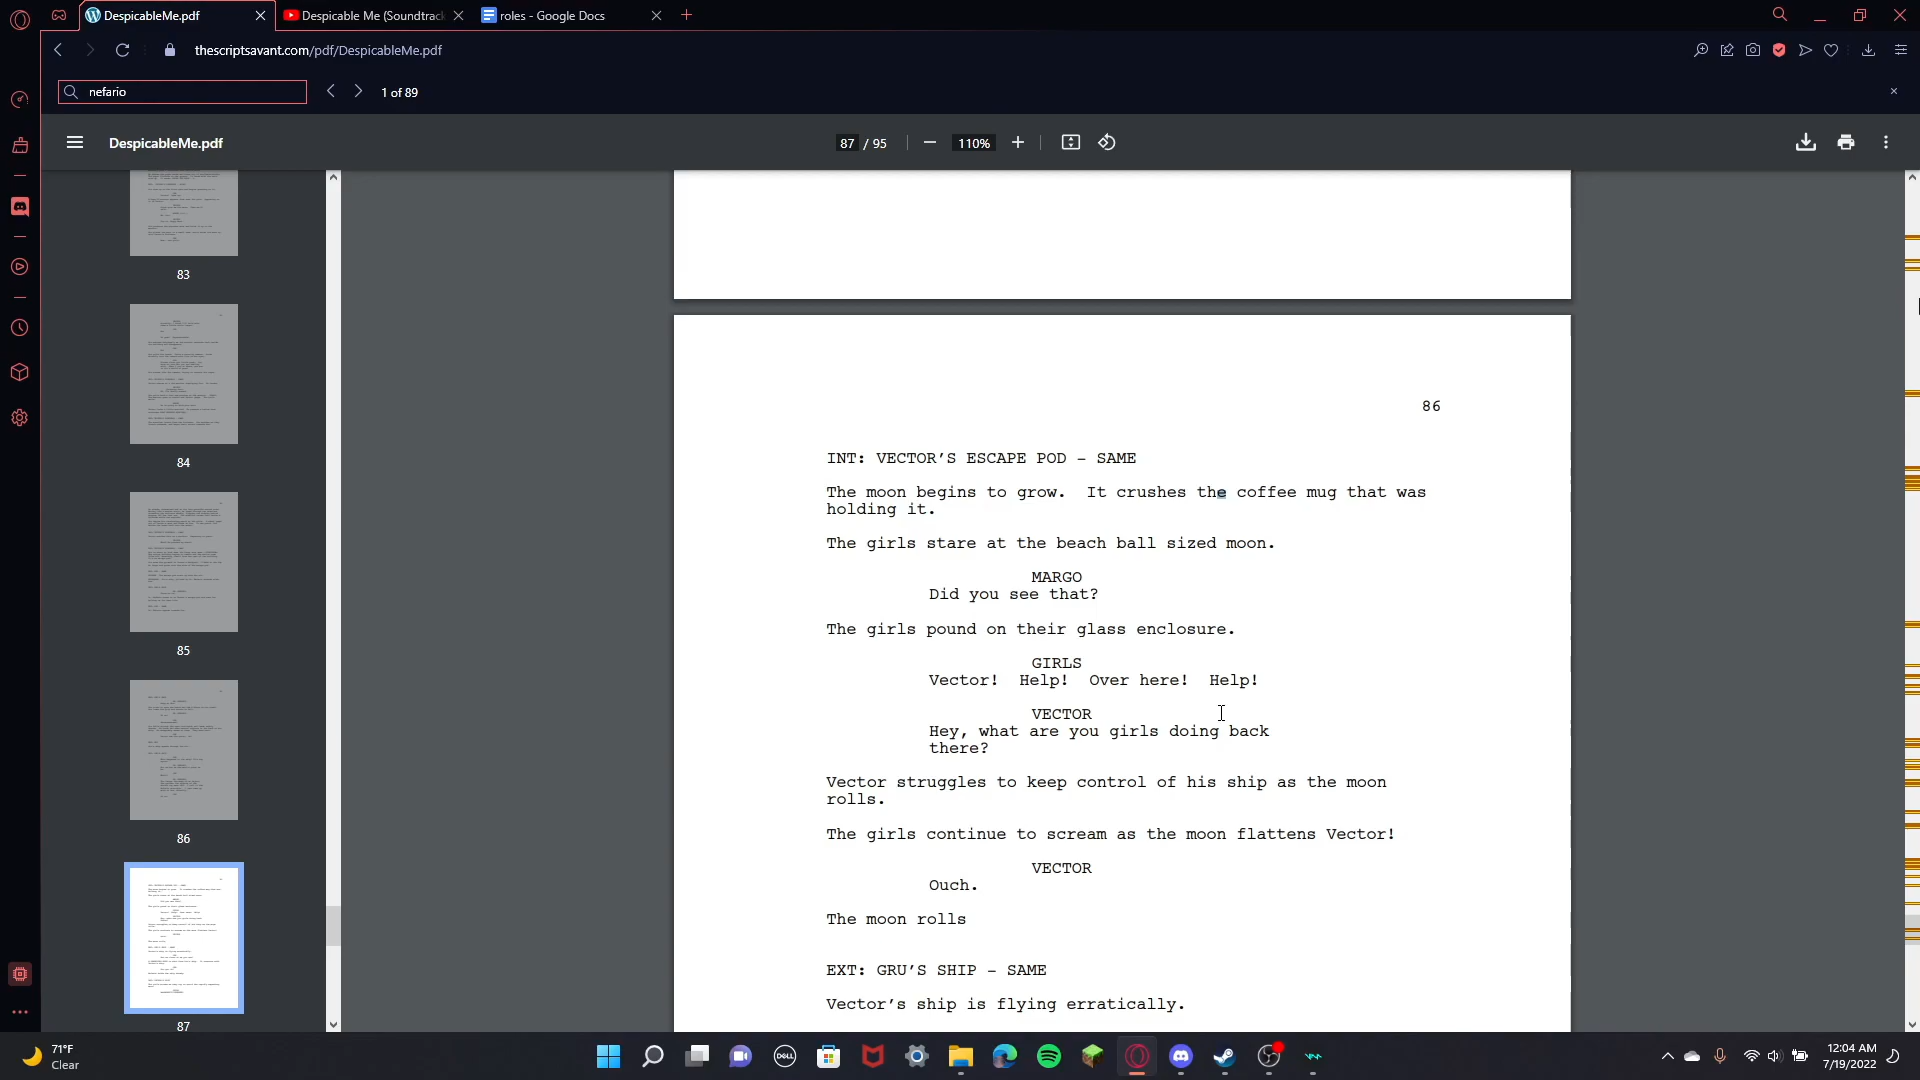 DespicableMe.pdf
Despicable Me (Soundtrac
roles - Google Docs
thescriptsavant.com/pdf/DespicableMe.pdf
nefario
1 of 89
DespicableMe.pdf
87 / 95
110%
83
84
85
86
87
86
INT: VECTOR’S ESCAPE POD – SAME
The moon begins to grow. It crushes the coffee mug that was
holding it.
The girls stare at the beach ball sized moon.
MARGO
Did you see that?
The girls pound on their glass enclosure.
GIRLS
Vector! Help! Over here! Help!
VECTOR
Hey, what are you girls doing back
there?
Vector struggles to keep control of his ship as the moon
rolls.
The girls continue to scream as the moon flattens Vector!
VECTOR
Ouch.
The moon rolls
EXT: GRU’S SHIP – SAME
Vector’s ship is flying erratically.
71°F
Clear
DELL
12:04 AM
7/19/2022